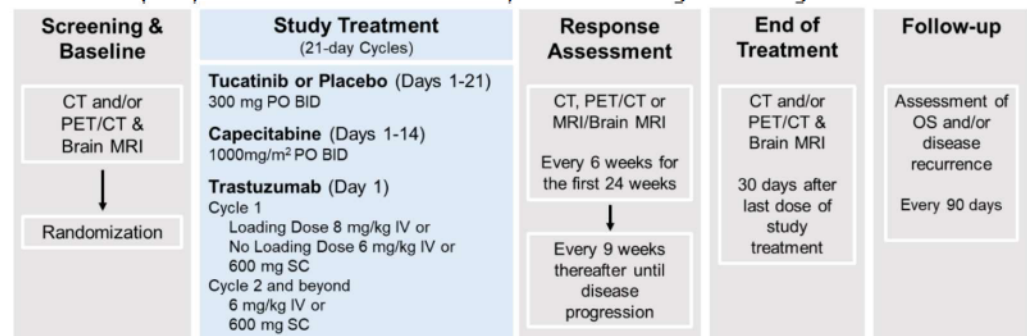 Screening &
Baseline
CT and/or
PET/CT &
Brain MRI
Randomization
Study Treatment
(21-day Cycles)
Tucatinib or Placebo (Days 1-21)
300 mg PO BID
Capecitabine (Days 1-14)
1000mg/m² PO BID
Trastuzumab (Day 1)
Cycle 1
Loading Dose 8 mg/kg IV or
No Loading Dose 6 mg/kg IV or
600 mg SC
Cycle 2 and beyond
6 mg/kg IV or
600 mg SC
Response
Assessment
CT, PET/CT or
MRI/Brain MRI
Every 6 weeks for
the first 24 weeks
Every 9 weeks
thereafter until
disease
progression
End of
Treatment
CT and/or
PET/CT &
Brain MRI
30 days after
last dose of
study
treatment
Follow-up
Assessment of
OS and/or
disease
recurrence
Every 90 days